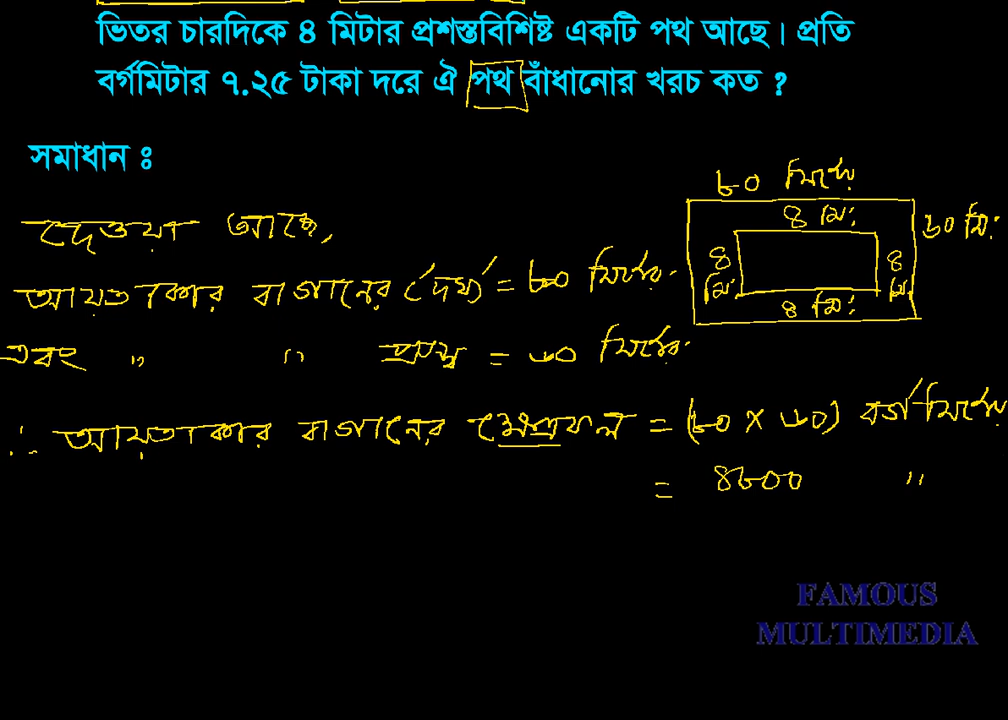 ভিতর চারদিকে ৪ মিটার প্রশস্তবিশিষ্ট একটি পথ আছে। প্রতি
বর্গমিটার ৭.২৫ টাকা দরে ঐ পথ বাঁধানোর খরচ কত ?
সমাধান ঃ
দেওয়া আছে,
আয়তাকার বাগানের দৈর্ঘ্য = ৮০ মিটার
এবং " " প্রস্থ = ৬০ মিটার
∴ আয়তাকার বাগানের ক্ষেত্রফল = (৮০ × ৬০) বর্গমিটার
= ৪৮০০ "
৮০ মিটার
৬০ মি:
৪ মি:
৪ মি:
৪ মি:
৪ মি:
FAMOUS
MULTIMEDIA